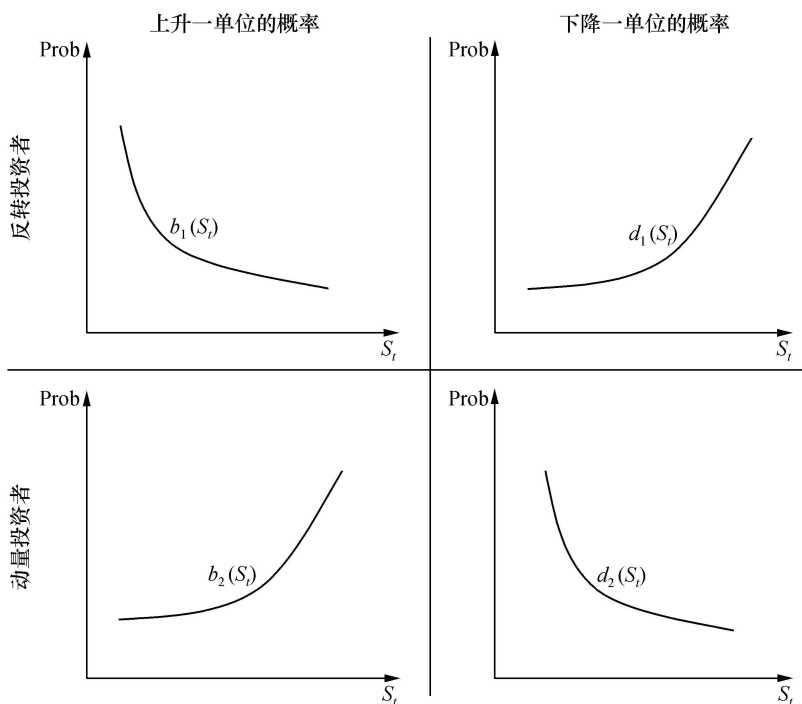 上升一单位的概率
下降一单位的概率
反转投资者
Prob
b₁(Sₜ)
Sₜ
Prob
d₁(Sₜ)
Sₜ
动量投资者
Prob
b₂(Sₜ)
Sₜ
Prob
d₂(Sₜ)
Sₜ